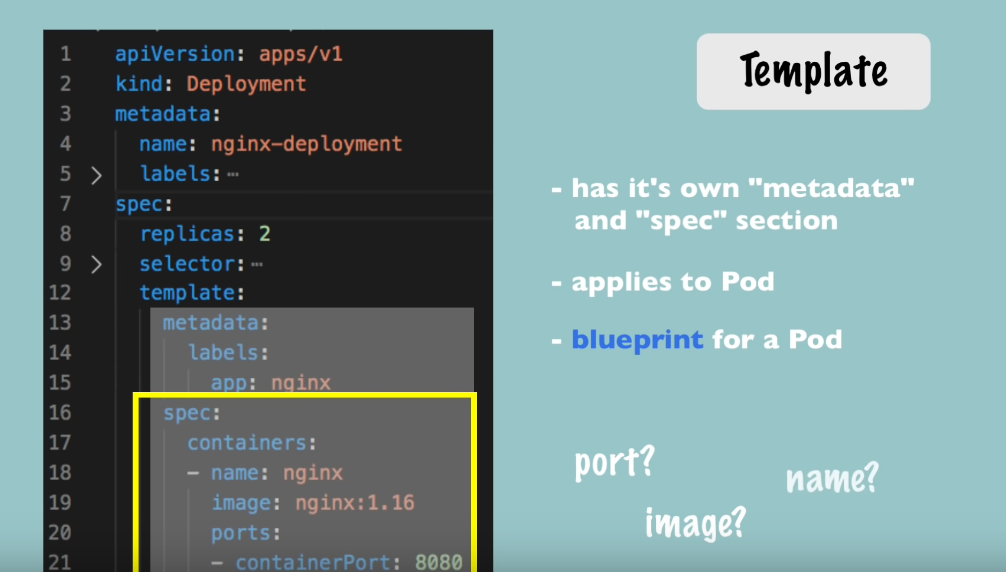 1 apiVersion: apps/v1
2 kind: Deployment
3 metadata:
4 name: nginx-deployment
5 > labels:…
7 spec:
8 replicas: 2
9 > selector:…
12 template:
13 metadata:
14 labels:
15 app: nginx
16 spec:
17 containers:
18 - name: nginx
19 image: nginx:1.16
20 ports:
21 - containerPort: 8080
Template
- has it's own "metadata"
and "spec" section
- applies to Pod
- blueprint for a Pod
port?
name?
image?